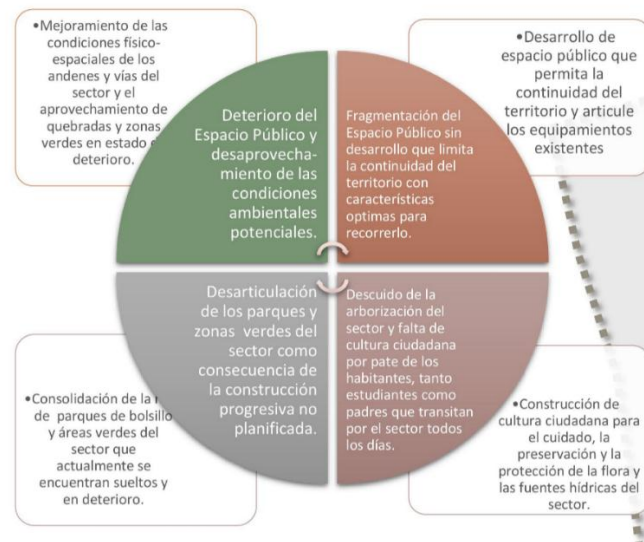 •Mejoramiento de las
condiciones físico-
espaciales de los
andenes y vías del
sector y el
aprovechamiento de
quebradas y zonas
verdes en estado
deterioro.
Deterioro del
Espacio Público y
desaprovecha-
miento de las
condiciones
ambientales
potenciales.
Fragmentación del
Espacio Público sin
desarrollo que limita
la continuidad del
territorio con
características
optimas para
recorrerlo.
•Desarrollo de
espacio público que
permita la
continuidad del
territorio y articule
los equipamientos
existentes
•Consolidación de la
de parques de bolsillo
y áreas verdes del
sector que
actualmente se
encuentran sueltos y
en deterioro.
Desarticulación
de los parques y
zonas verdes del
sector como
consecuencia de
la construcción
progresiva no
planificada.
Descuido de la
arborización del
sector y falta de
cultura ciudadana
por pate de los
habitantes, tanto
estudiantes como
padres que transitan
por el sector todos
los días.
•Construcción de
cultura ciudadana para
el cuidado, la
preservación y la
protección de la flora y
las fuentes hídricas del
sector.